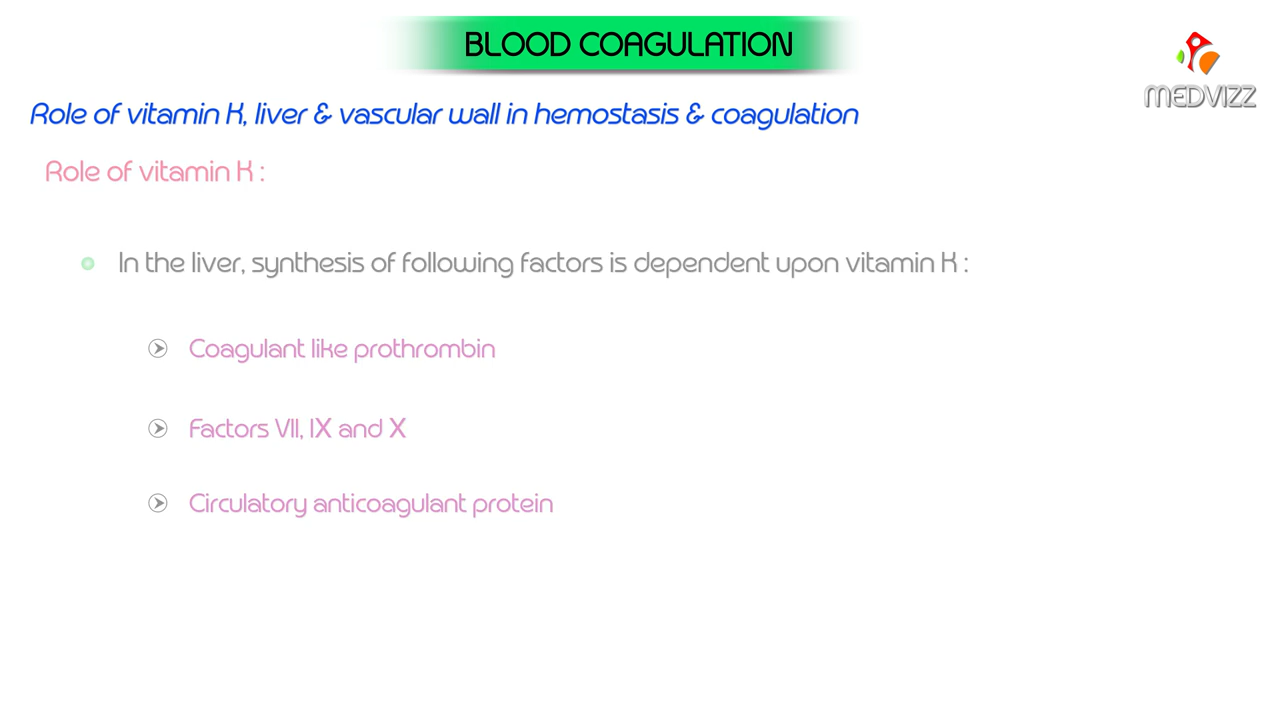 BLOOD COAGULATION
MEDVIZZ
Role of vitamin K, liver & vascular wall in hemostasis & coagulation
Role of vitamin K :
In the liver, synthesis of following factors is dependent upon vitamin K :
Coagulant like prothrombin
Factors VII, IX and X
Circulatory anticoagulant protein